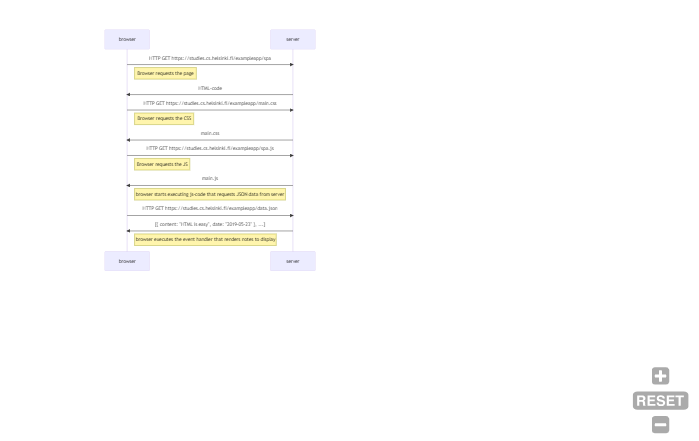 browser server
HTTP GET https://studies.cs.helsinki.fi/exampleapp/spa
Browser requests the page
HTML-code
HTTP GET https://studies.cs.helsinki.fi/exampleapp/main.css
Browser requests the CSS
main.css
HTTP GET https://studies.cs.helsinki.fi/exampleapp/spa.js
Browser requests the JS
main.js
browser starts executing js-code that requests JSON data from server
HTTP GET https://studies.cs.helsinki.fi/exampleapp/data.json
[{ content: "HTML is easy", date: "2019-05-23" }, ...]
browser executes the event handler that renders notes to display
browser server
RESET